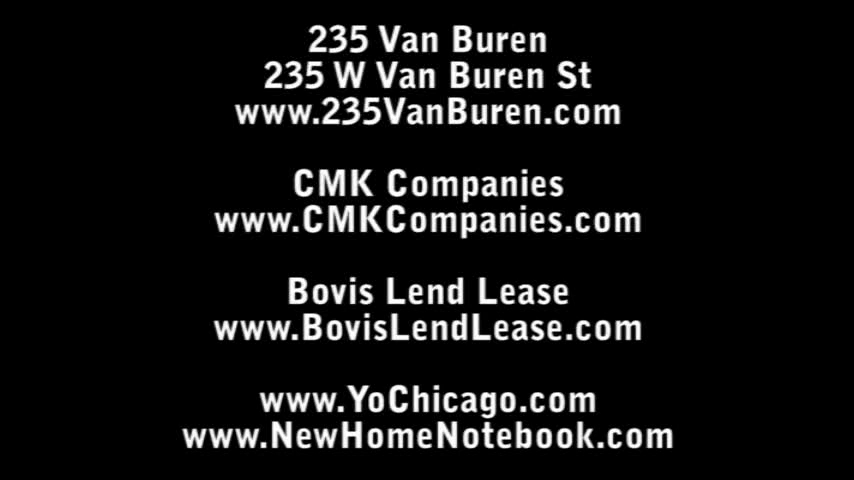 235 Van Buren
235 W Van Buren St
www.235VanBuren.com
CMK Companies
www.CMKCompanies.com
Bovis Lend Lease
www.BovisLendLease.com
www.YoChicago.com
www.NewHomeNotebook.com